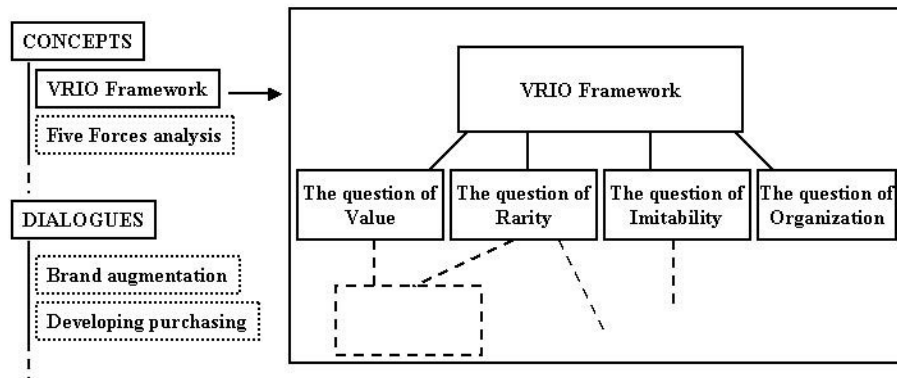 CONCEPTS
VRIO Framework
Five Forces analysis
DIALOGUES
Brand augmentation
Developing purchasing
VRIO Framework
The question of
Value
The question of
Rarity
The question of
Imitability
The question of
Organization